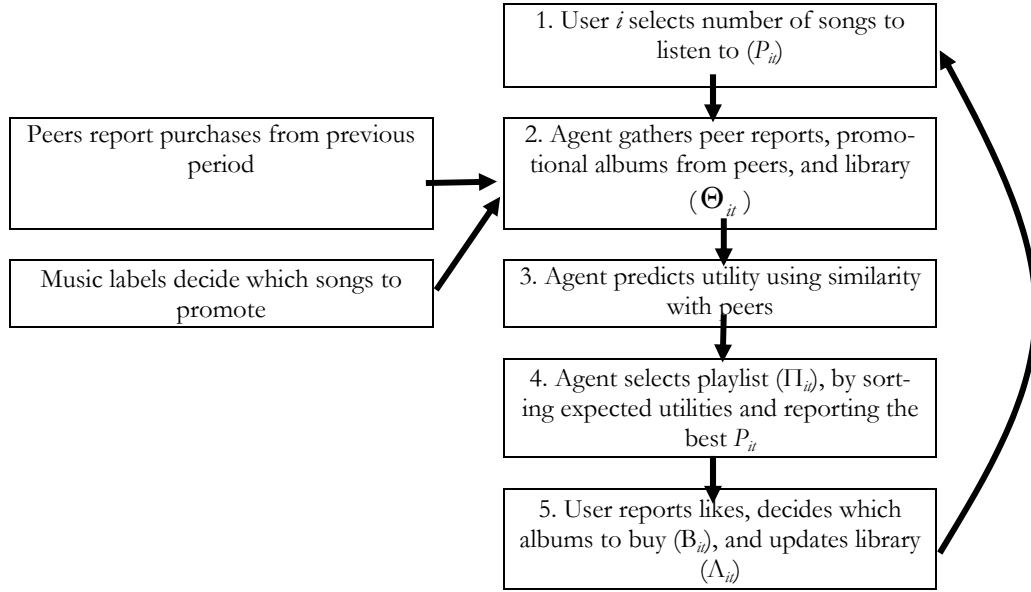 1. User i selects number of songs to
listen to (Pit)
Peers report purchases from previous
period
2. Agent gathers peer reports, promo-
tional albums from peers, and library
(Θit)
Music labels decide which songs to
promote
3. Agent predicts utility using similarity
with peers
4. Agent selects playlist (Πit), by sort-
ing expected utilities and reporting the
best Pit
5. User reports likes, decides which
albums to buy (Βit), and updates library
(Λit)